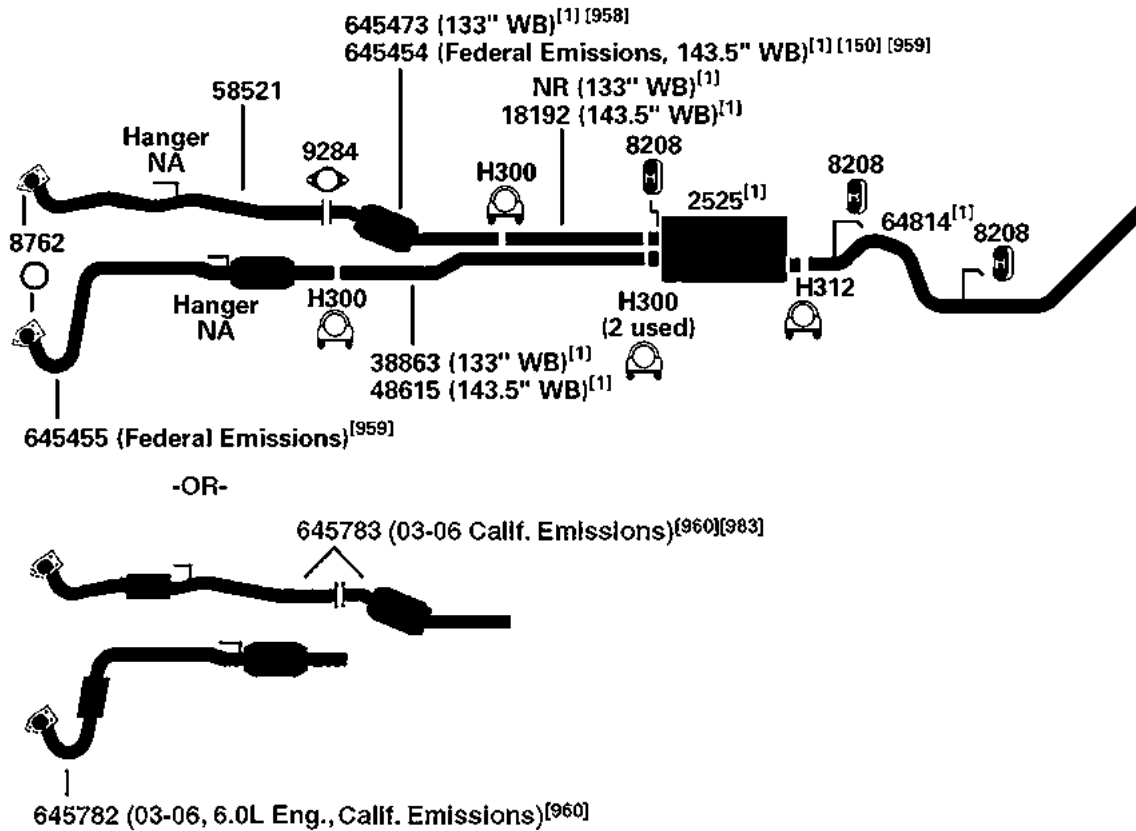 645473 (133" WB)[1] [958]
645454 (Federal Emissions, 143.5" WB)[1] [150] [959]
NR (133" WB)[1]
18192 (143.5" WB)[1]
58521
Hanger
NA
9284
H300
8208
2525[1]
8208
64814[1]
8208
8762
Hanger
NA
H300
H300
(2 used)
H312
38863 (133" WB)[1]
48615 (143.5" WB)[1]
645455 (Federal Emissions)[959]
-OR-
645783 (03-06 Calif. Emissions)[960][983]
645782 (03-06, 6.0L Eng., Calif. Emissions)[960]